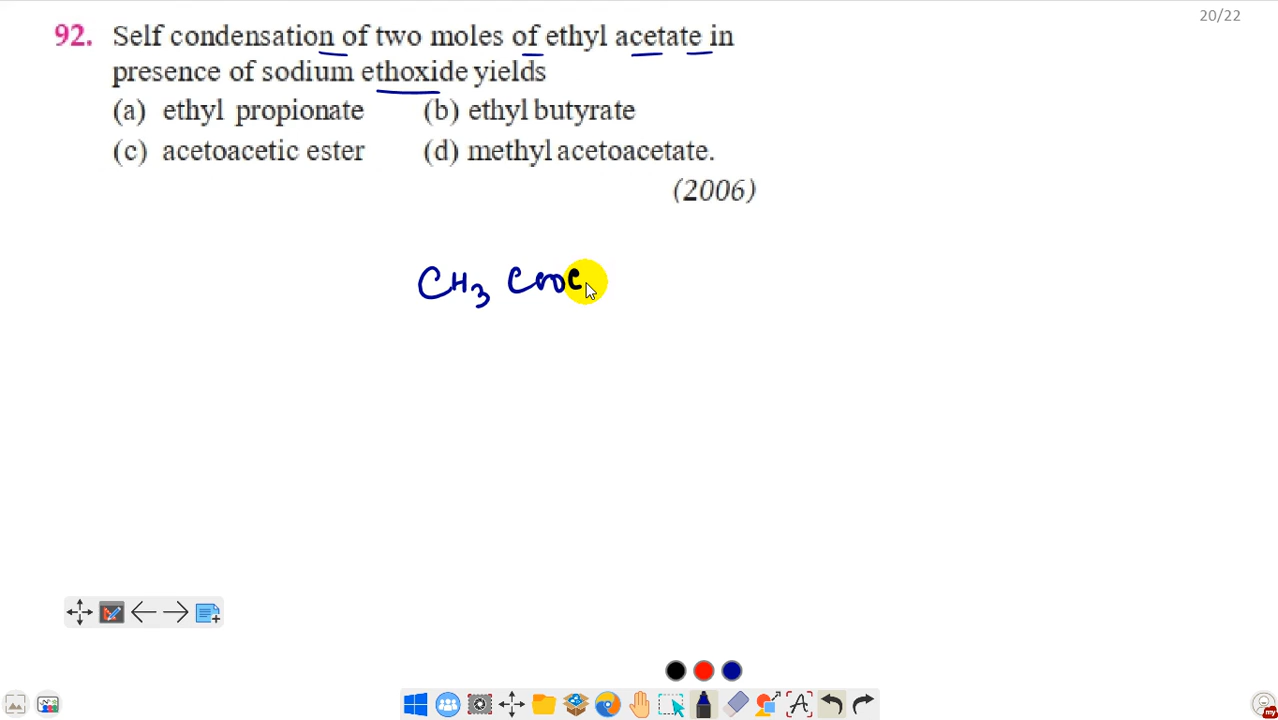 20/22
92. Self condensation of two moles of ethyl acetate in
presence of sodium ethoxide yields
(a) ethyl propionate (b) ethyl butyrate
(c) acetoacetic ester (d) methyl acetoacetate.
(2006)
CH3 COOC